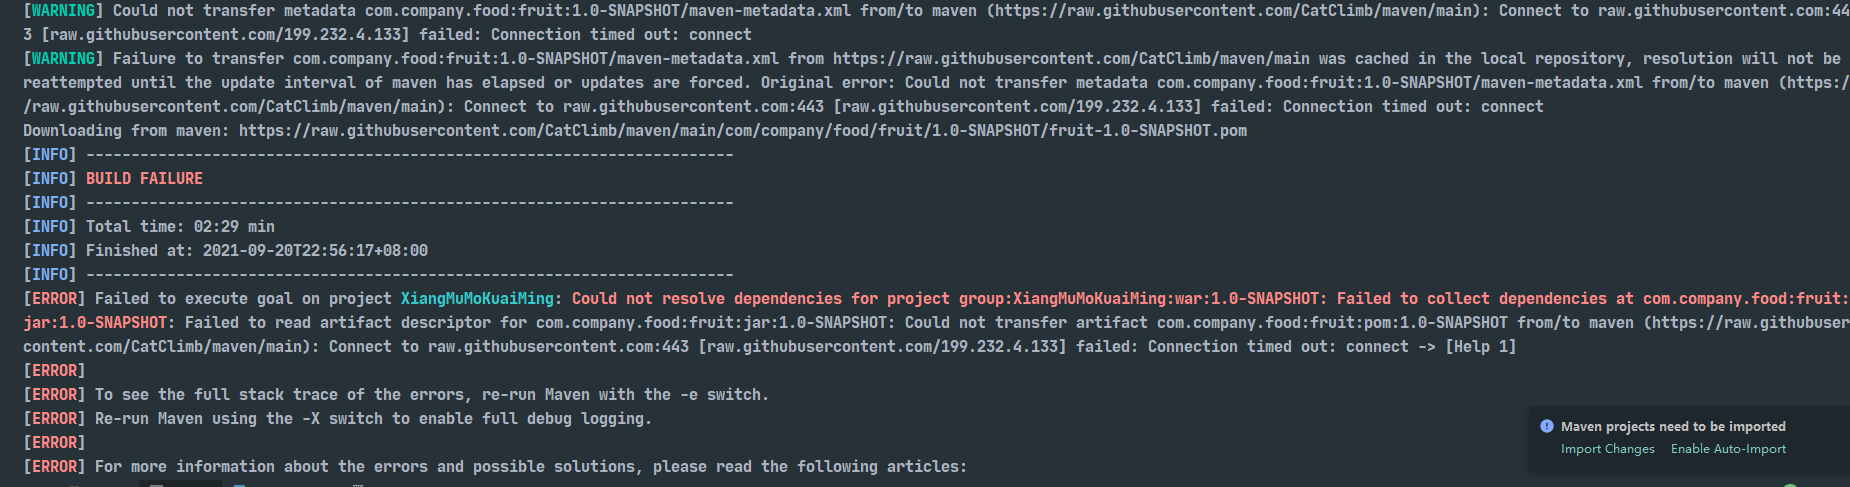 [WARNING] Could not transfer metadata com.company.food:fruit:1.0-SNAPSHOT/maven-metadata.xml from/to maven (https://raw.githubusercontent.com/CatClimb/maven/main): Connect to raw.githubusercontent.com:44
3 [raw.githubusercontent.com/199.232.4.133] failed: Connection timed out: connect
[WARNING] Failure to transfer com.company.food:fruit:1.0-SNAPSHOT/maven-metadata.xml from https://raw.githubusercontent.com/CatClimb/maven/main was cached in the local repository, resolution will not be
reattempted until the update interval of maven has elapsed or updates are forced. Original error: Could not transfer metadata com.company.food:fruit:1.0-SNAPSHOT/maven-metadata.xml from/to maven (https:/
/raw.githubusercontent.com/CatClimb/maven/main): Connect to raw.githubusercontent.com:443 [raw.githubusercontent.com/199.232.4.133] failed: Connection timed out: connect
Downloading from maven: https://raw.githubusercontent.com/CatClimb/maven/main/com/company/food/fruit/1.0-SNAPSHOT/fruit-1.0-SNAPSHOT.pom
[INFO] ------------------------------------------------------------------------
[INFO] BUILD FAILURE
[INFO] ------------------------------------------------------------------------
[INFO] Total time: 02:29 min
[INFO] Finished at: 2021-09-20T22:56:17+08:00
[INFO] ------------------------------------------------------------------------
[ERROR] Failed to execute goal on project XiangMuMoKuaiMing: Could not resolve dependencies for project group:XiangMuMoKuaiMing:war:1.0-SNAPSHOT: Failed to collect dependencies at com.company.food:fruit:
jar:1.0-SNAPSHOT: Failed to read artifact descriptor for com.company.food:fruit:jar:1.0-SNAPSHOT: Could not transfer artifact com.company.food:fruit:pom:1.0-SNAPSHOT from/to maven (https://raw.githubuser
content.com/CatClimb/maven/main): Connect to raw.githubusercontent.com:443 [raw.githubusercontent.com/199.232.4.133] failed: Connection timed out: connect -> [Help 1]
[ERROR]
[ERROR] To see the full stack trace of the errors, re-run Maven with the -e switch.
[ERROR] Re-run Maven using the -X switch to enable full debug logging.
[ERROR]
[ERROR] For more information about the errors and possible solutions, please read the following articles:
Maven projects need to be imported
Import Changes Enable Auto-Import